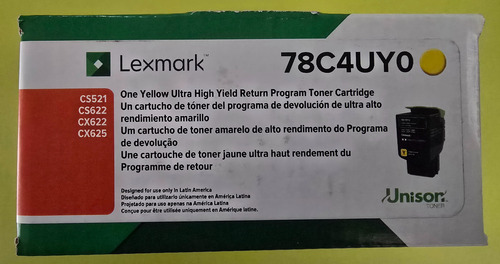 Lexmark™
78C4UY0
CS521
CS622
CX622
CX625
One Yellow Ultra High Yield Return Program Toner Cartridge
Un cartucho de tóner del programa de devolución de ultra alto
rendimiento amarillo
Um cartucho de toner amarelo de alto rendimento do Programa
de devolução
Une cartouche de toner jaune ultra haut rendement du
Programme de retour
Designed for use only in Latin America
Diseñado para utilizarlo únicamente en América Latina
Projetado para uso apenas na América Latina
Conçue pour être utilisée uniquement en Amérique latine.
Unison™
TONER